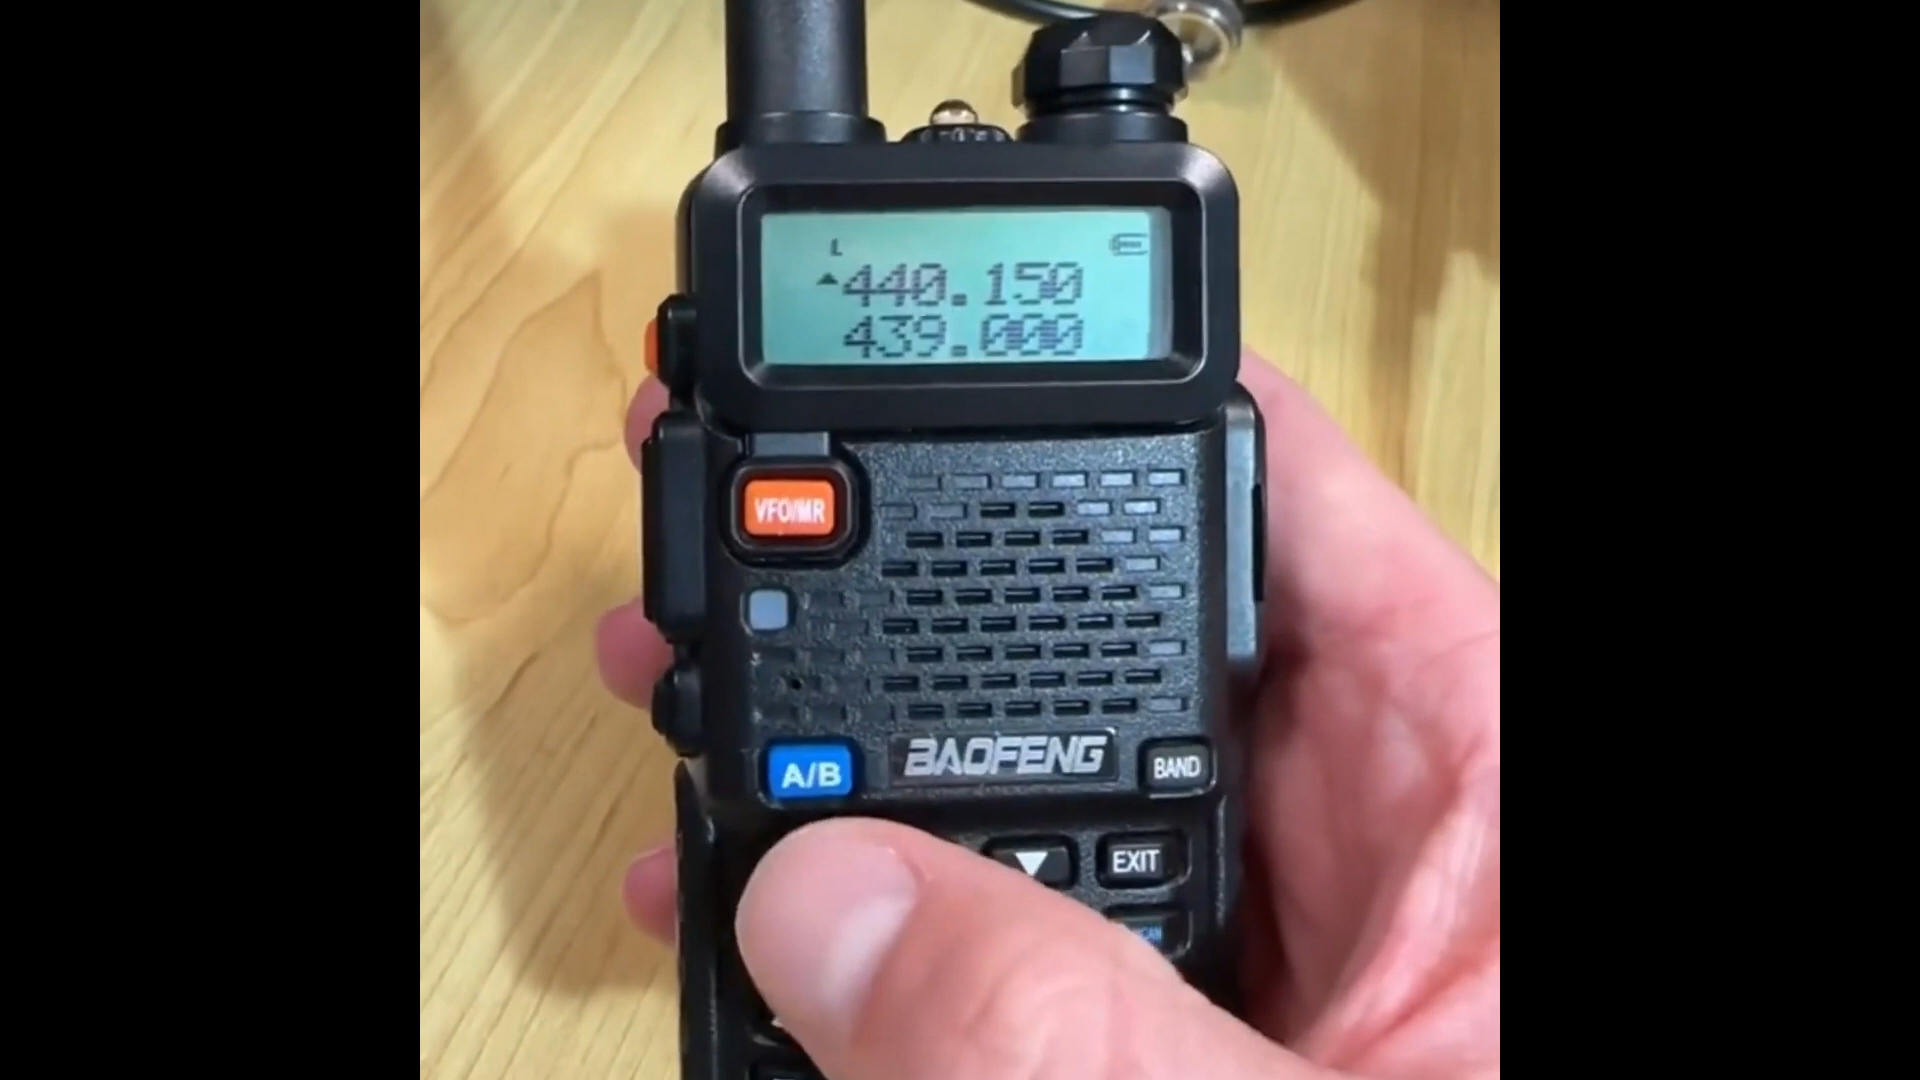 L
▲440.150
439.000
VFO/MR
A/B
BAOFENG
BAND
▼
EXIT